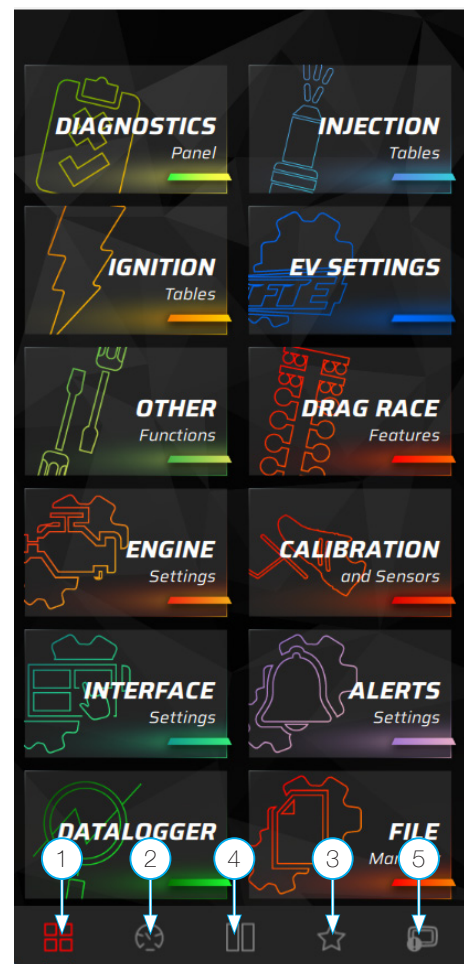 DIAGNOSTICS
Panel
INJECTION
Tables
IGNITION
Tables
EV SETTINGS
OTHER
Functions
DRAG RACE
Features
ENGINE
Settings
CALIBRATION
and Sensors
INTERFACE
Settings
ALERTS
Settings
DATALOGGER
FILE
1
2
4
3
5